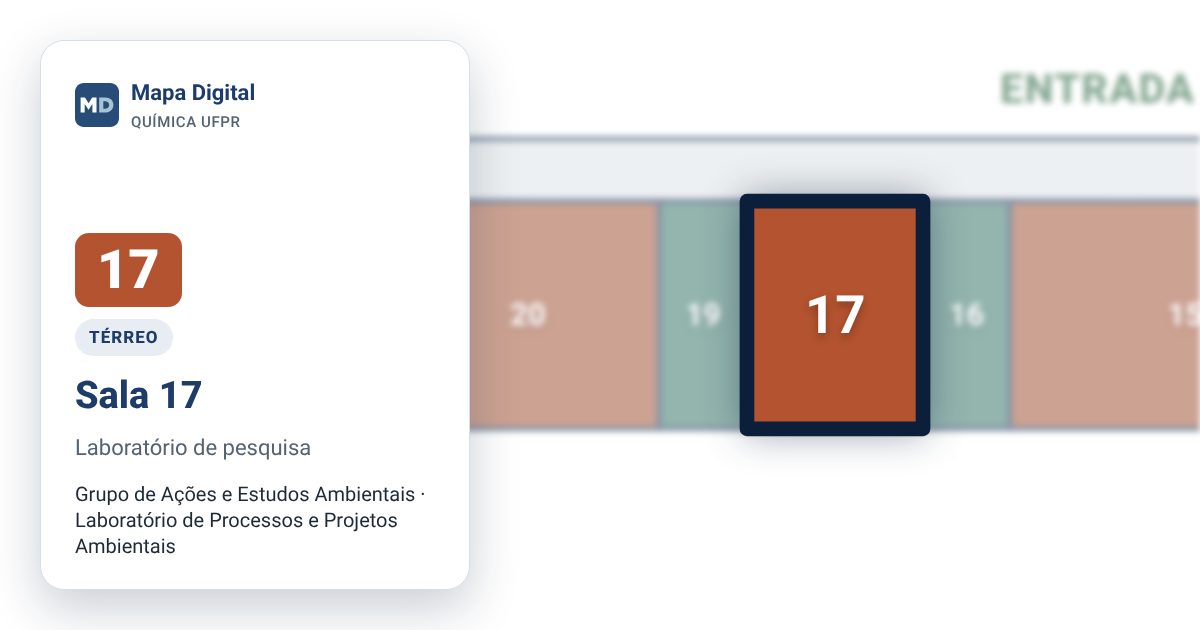 MD
Mapa Digital
QUÍMICA UFPR
17
TÉRREO
Sala 17
Laboratório de pesquisa
Grupo de Ações e Estudos Ambientais ·
Laboratório de Processos e Projetos
Ambientais
ENTRADA
20
19
17
16
15